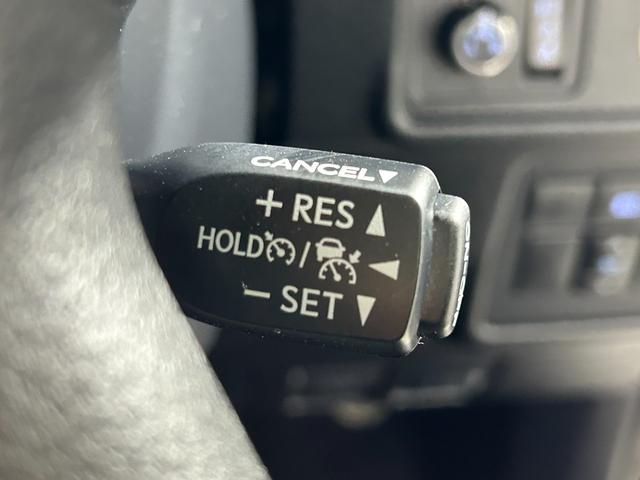 CANCEL▼
+ RES ▲
HOLD / ◀
− SET ▼